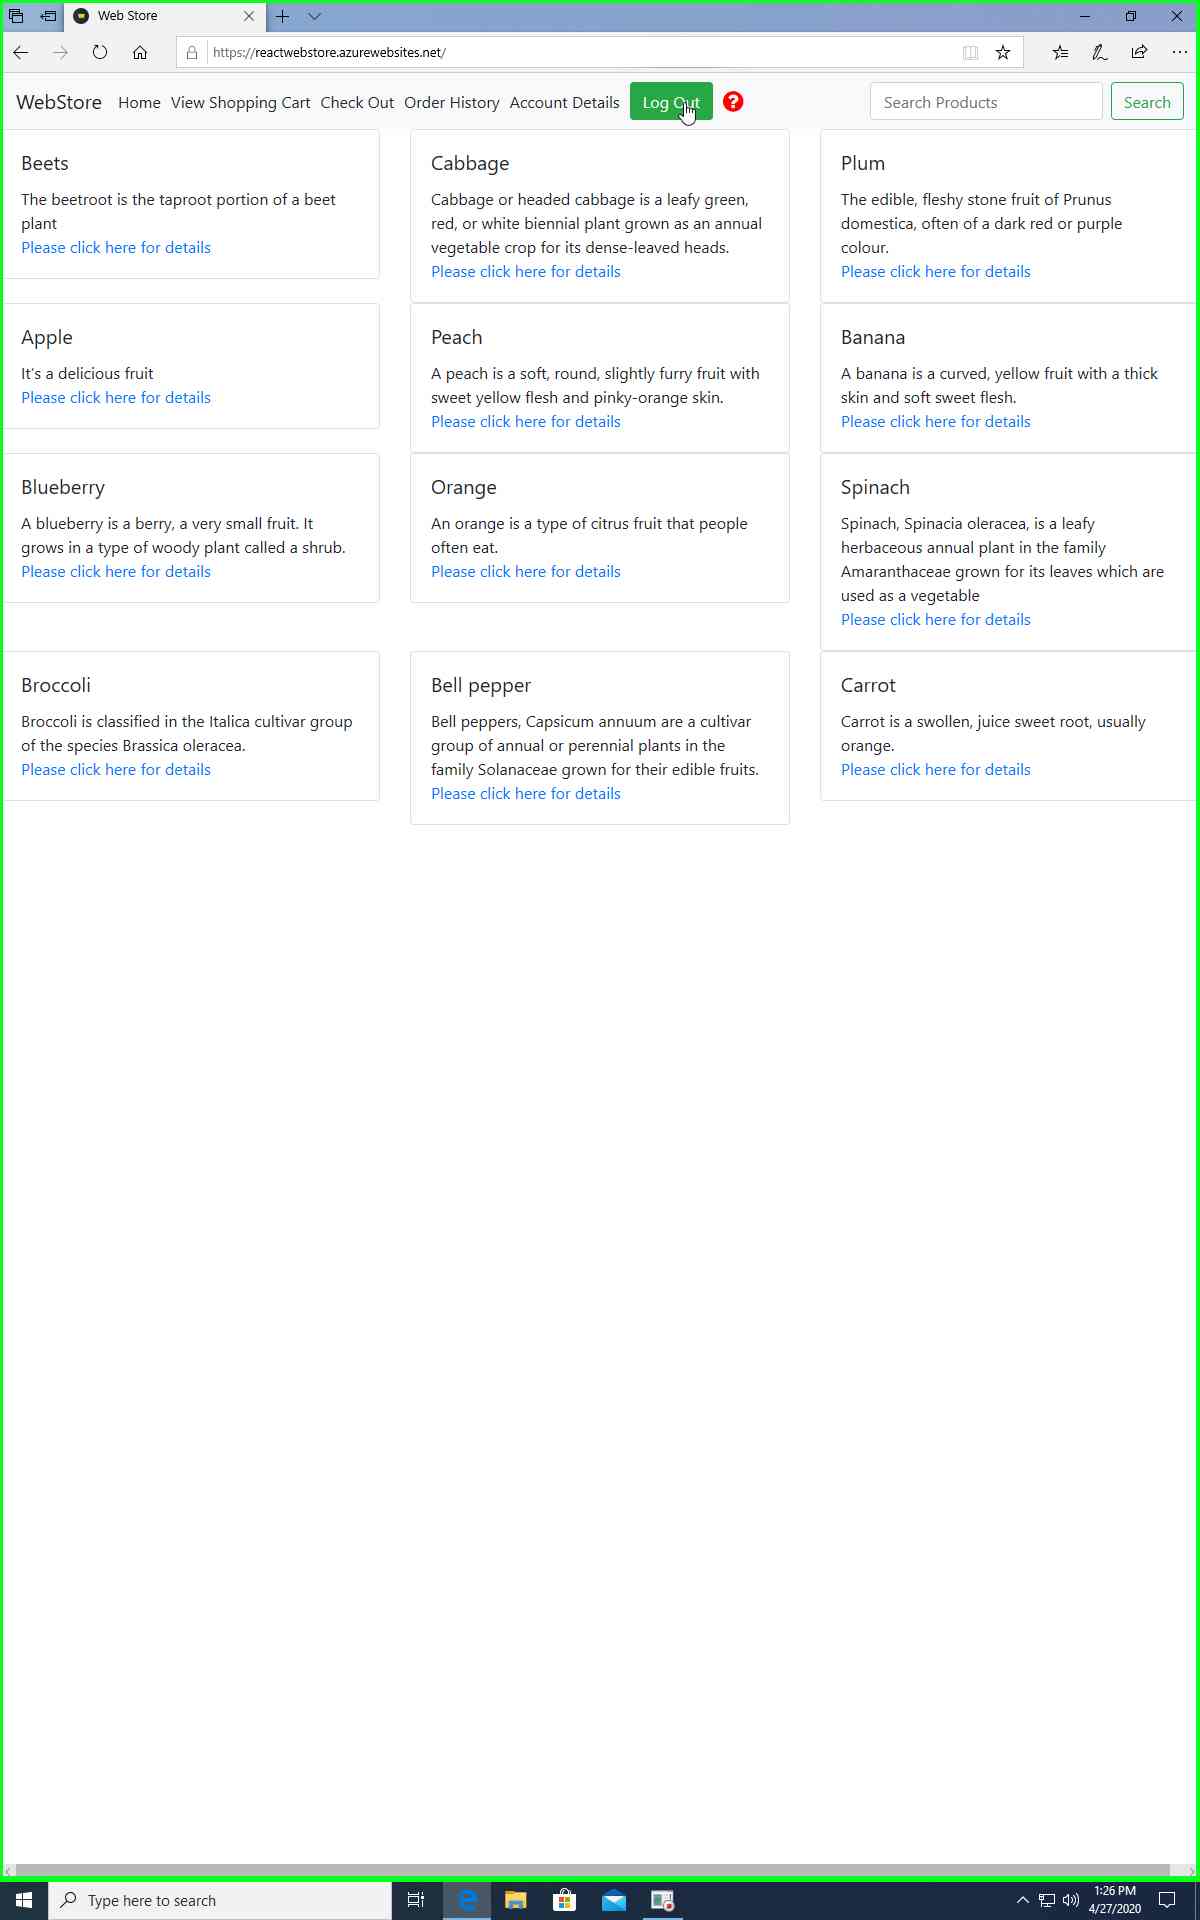 Web Store
https://reactwebstore.azurewebsites.net/
WebStore Home View Shopping Cart Check Out Order History Account Details Log Out ? Search Products Search
Beets
The beetroot is the taproot portion of a beet
plant
Please click here for details
Cabbage
Cabbage or headed cabbage is a leafy green,
red, or white biennial plant grown as an annual
vegetable crop for its dense-leaved heads.
Please click here for details
Plum
The edible, fleshy stone fruit of Prunus
domestica, often of a dark red or purple
colour.
Please click here for details
Apple
It's a delicious fruit
Please click here for details
Peach
A peach is a soft, round, slightly furry fruit with
sweet yellow flesh and pinky-orange skin.
Please click here for details
Banana
A banana is a curved, yellow fruit with a thick
skin and soft sweet flesh.
Please click here for details
Blueberry
A blueberry is a berry, a very small fruit. It
grows in a type of woody plant called a shrub.
Please click here for details
Orange
An orange is a type of citrus fruit that people
often eat.
Please click here for details
Spinach
Spinach, Spinacia oleracea, is a leafy
herbaceous annual plant in the family
Amaranthaceae grown for its leaves which are
used as a vegetable
Please click here for details
Broccoli
Broccoli is classified in the Italica cultivar group
of the species Brassica oleracea.
Please click here for details
Bell pepper
Bell peppers, Capsicum annuum are a cultivar
group of annual or perennial plants in the
family Solanaceae grown for their edible fruits.
Please click here for details
Carrot
Carrot is a swollen, juice sweet root, usually
orange.
Please click here for details
Type here to search
1:26 PM
4/27/2020